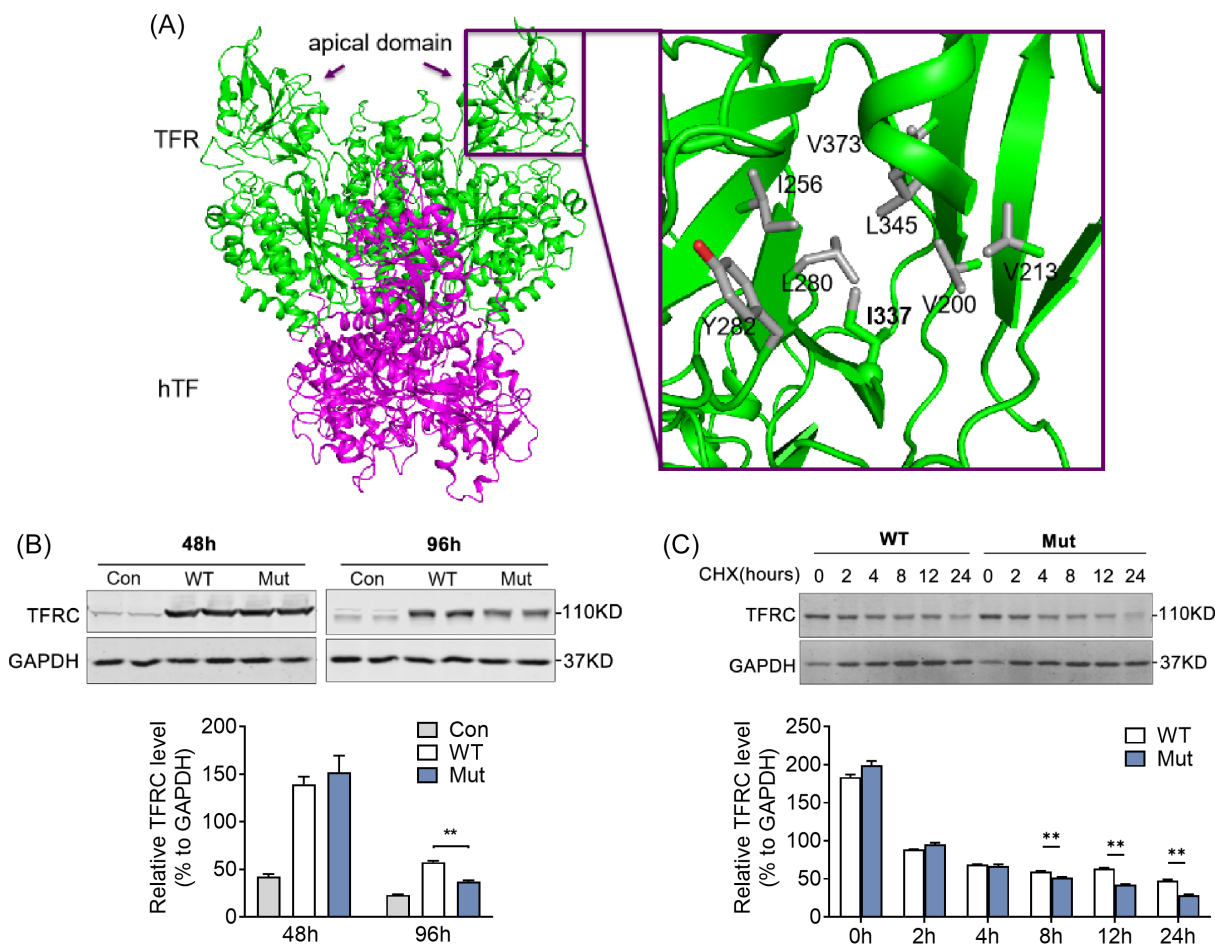 (A)
apical domain
TFR
hTF
V373
I256
L345
L280
V213
V200
Y282
I337
(B)
48h
96h
Con WT Mut
Con WT Mut
TFRC
110KD
GAPDH
37KD
Relative TFRC level
(% to GAPDH)
200
150
100
50
0
Con
WT
Mut
**
48h
96h
(C)
WT
Mut
CHX(hours) 0 2 4 8 12 24 0 2 4 8 12 24
TFRC
110KD
GAPDH
37KD
Relative TFRC level
(% to GAPDH)
250
200
150
100
50
0
WT
Mut
** ** **
0h 2h 4h 8h 12h 24h